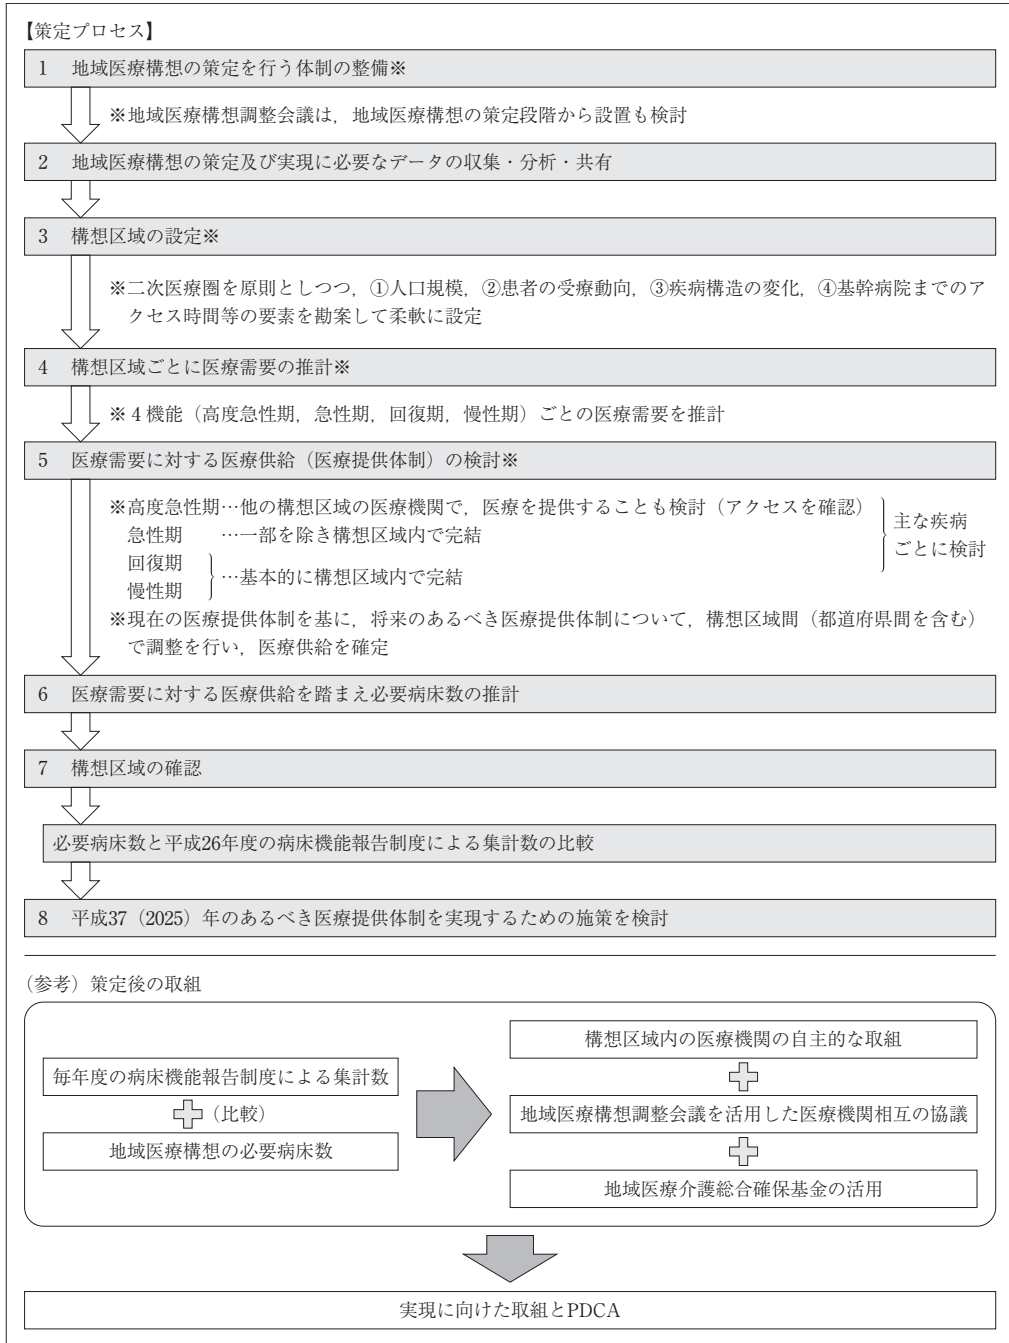 【策定プロセス】
1 地域医療構想の策定を行う体制の整備※
※地域医療構想調整会議は，地域医療構想の策定段階から設置も検討
2 地域医療構想の策定及び実現に必要なデータの収集・分析・共有
3 構想区域の設定※
※二次医療圏を原則としつつ，①人口規模，②患者の受療動向，③疾病構造の変化，④基幹病院までのア
クセス時間等の要素を勘案して柔軟に設定
4 構想区域ごとに医療需要の推計※
※4機能（高度急性期，急性期，回復期，慢性期）ごとの医療需要を推計
5 医療需要に対する医療供給（医療提供体制）の検討※
※高度急性期…他の構想区域の医療機関で，医療を提供することも検討（アクセスを確認）
急性期 …一部を除き構想区域内で完結
回復期
慢性期
…基本的に構想区域内で完結
主な疾病
ごとに検討
※現在の医療提供体制を基に，将来のあるべき医療提供体制について，構想区域間（都道府県間を含む）
で調整を行い，医療供給を確定
6 医療需要に対する医療供給を踏まえ必要病床数の推計
7 構想区域の確認
必要病床数と平成26年度の病床機能報告制度による集計数の比較
8 平成37（2025）年のあるべき医療提供体制を実現するための施策を検討
（参考）策定後の取組
毎年度の病床機能報告制度による集計数
（比較）
地域医療構想の必要病床数
構想区域内の医療機関の自主的な取組
地域医療構想調整会議を活用した医療機関相互の協議
地域医療介護総合確保基金の活用
実現に向けた取組とPDCA